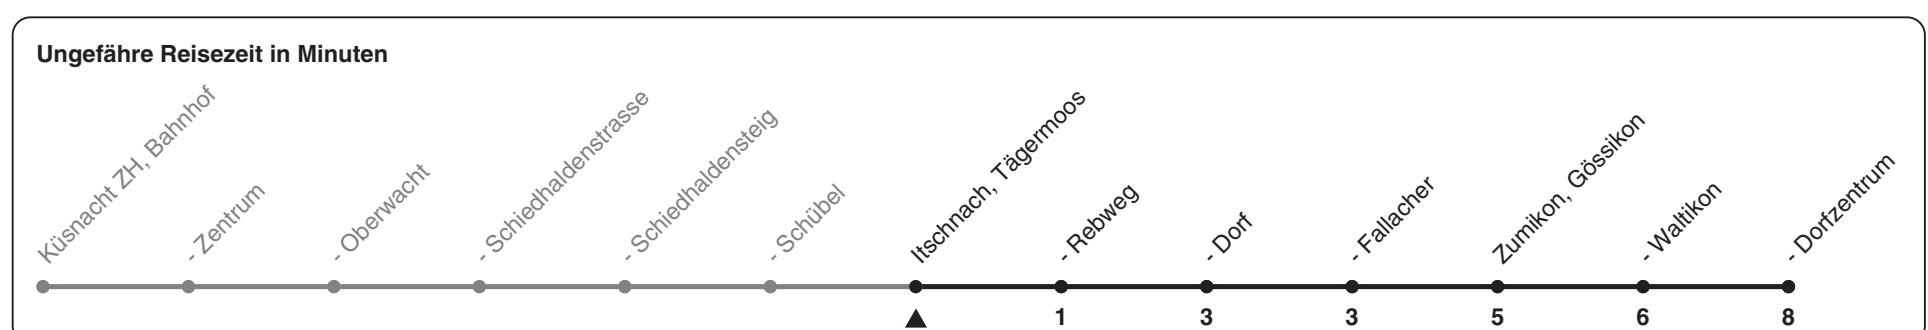 Ungefähre Reisezeit in Minuten
Küsnacht ZH, Bahnhof
- Zentrum
- Oberwacht
- Schiedhaldenstrasse
- Schiedhaldensteig
- Schübel
Itschnach, Tägermoos
- Rebweg
- Dorf
- Fallacher
Zumikon, Gössikon
- Waltikon
- Dorfzentrum
1 3 3 5 6 8